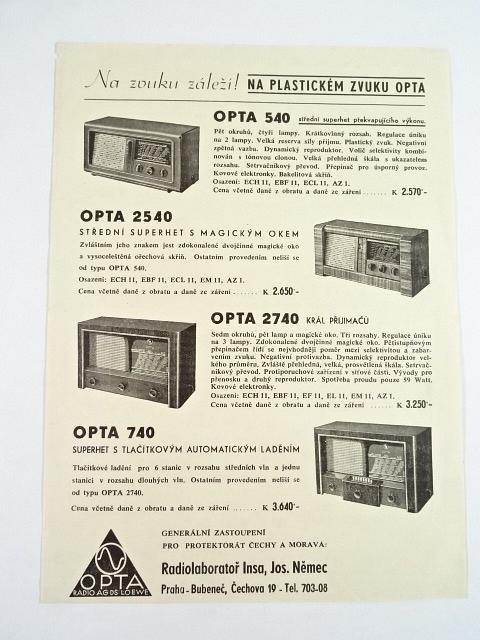 Na zvuku záleží! NA PLASTICKÉM ZVUKU OPTA
OPTA 540 střední superhet překvapujícího výkonu.
Pět okruhů, čtyři lampy. Krátkovlnný rozsah. Regulace úniku
na 2 lampy. Velká reserva síly příjmu. Plastický zvuk. Negativní
zpětná vazba. Dynamický reproduktor. Volič selektivity kombi-
nován s tónovou clonou. Velká přehledná škála s ukazatelem
rozsahu. Setrvačníkový převod. Přepínač pro úsporný provoz.
Kovové elektronky. Bakelitová skříň.
Osazení: ECH 11, EBF 11, ECL 11, AZ 1.
Cena včetně daně z obratu a daně ze záření ....... K 2.570·-
OPTA 2540
STŘEDNÍ SUPERHET S MAGICKÝM OKEM
Zvláštním jeho znakem jest zdokonalené dvojčinné magické oko
a vysoceleštěná ořechová skříň. Ostatním provedením neliší se
od typu OPTA 540.
Osazení: ECH 11, EBF 11, ECL 11, EM 11, AZ 1.
Cena včetně daně z obratu a daně ze záření ....... K 2.650·-
OPTA 2740 KRÁL PŘIJIMAČŮ
Sedm okruhů, pět lamp a magické oko. Tři rozsahy. Regulace úniku
na 3 lampy. Zdokonalené dvojčinné magické oko. Pětistupňovým
přepinačem řídí se nejvhodněji poměr mezi selektivitou a zabar-
vením zvuku. Negativní protivazba. Dynamický reproduktor vel-
kého průměru. Zvláště přehledná, velká, prosvětlená škála. Setrvač-
níkový převod. Protiporuchové zařízení v síťové části. Vývody pro
přenosku a druhý reproduktor. Spotřeba proudu pouze 59 Watt.
Kovové elektronky.
Osazení: ECH 11, EBF 11, EF 11, EL 11, EM 11, AZ 1.
Cena včetně daně z obratu a daně ze záření ...... K 3.250·-
OPTA 740
SUPERHET S TLAČÍTKOVÝM AUTOMATICKÝM LADĚNÍM
Tlačítkové ladění pro 6 stanic v rozsahu středních vln a jednu
stanici v rozsahu dlouhých vln. Ostatním provedením neliší se
od typu OPTA 2740.
Cena včetně daně z obratu a daně ze záření ....... K 3.640·-
OPTA
RADIO AG DS LOEWE
GENERÁLNÍ ZASTOUPENÍ
PRO PROTEKTORÁT ČECHY A MORAVA:
Radiolaboratoř Insa, Jos. Němec
Praha - Bubeneč, Čechova 19 - Tel. 703-08